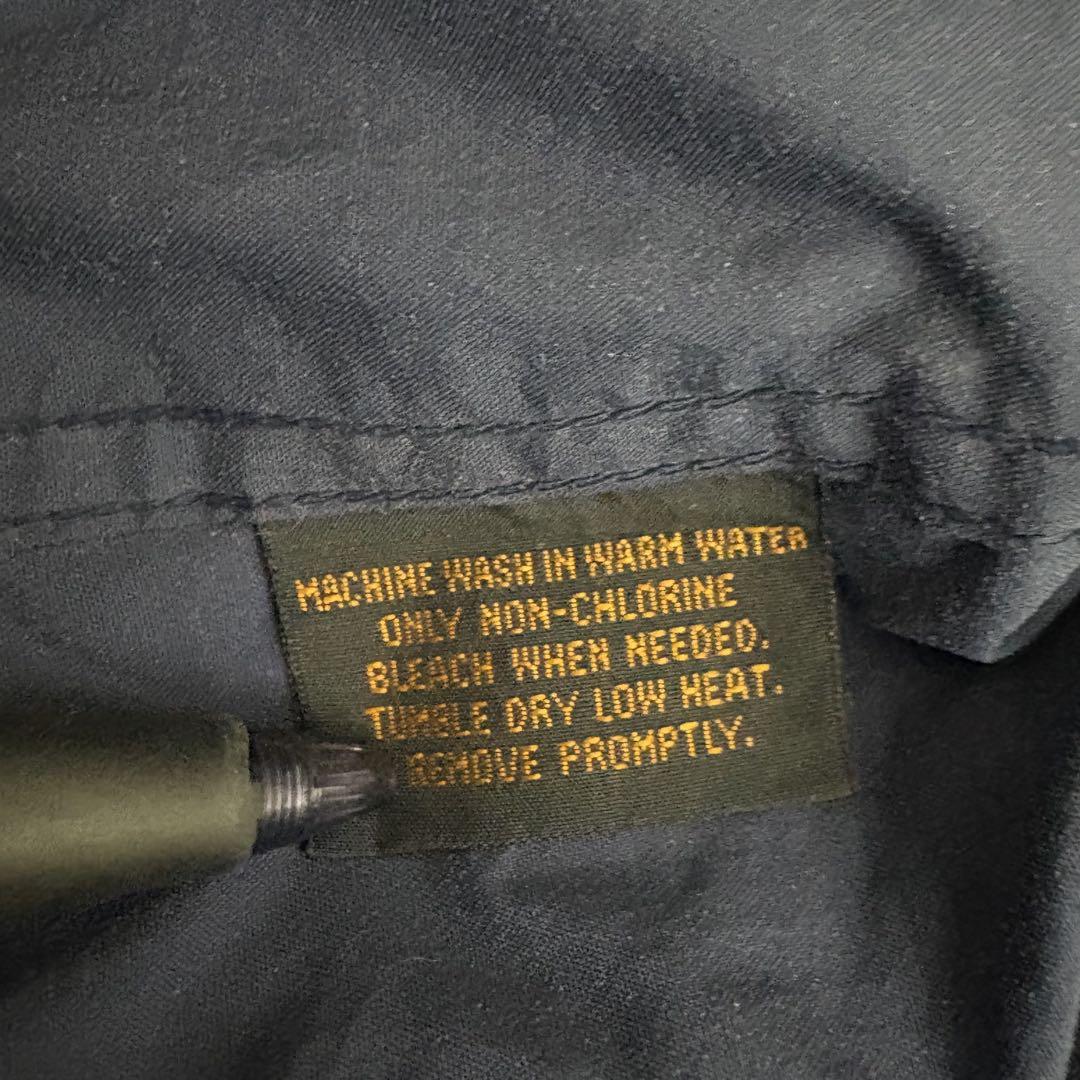 MACHINE WASH IN WARM WATER
ONLY NON-CHLORINE
BLEACH WHEN NEEDED.
TUMBLE DRY LOW HEAT.
REMOVE PROMPTLY.